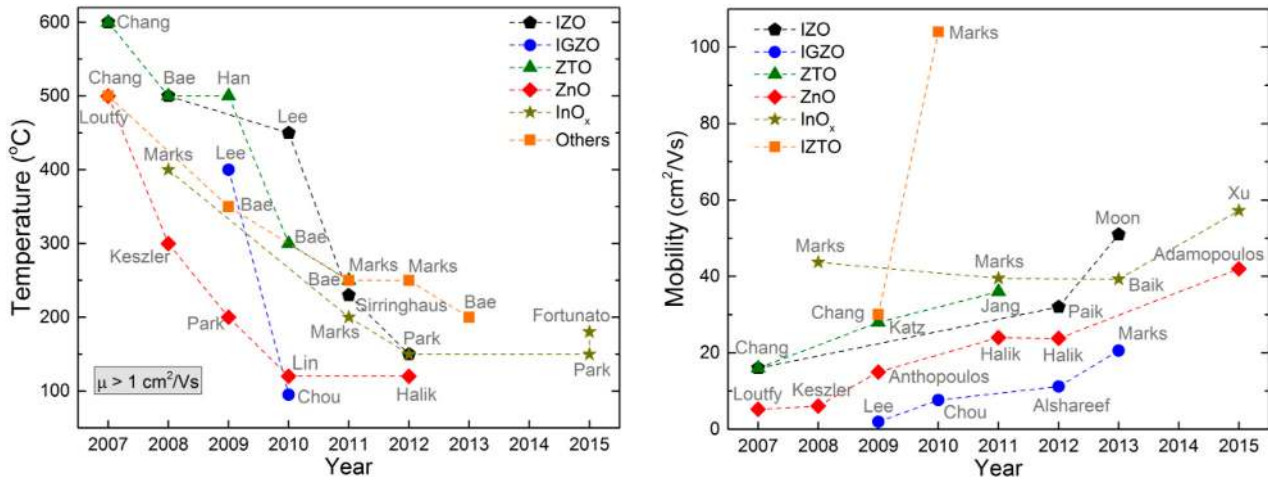 600
500
400
300
200
100
Temperature (°C)
2007 2008 2009 2010 2011 2012 2013 2014 2015
Year
IZO
IGZO
ZTO
ZnO
InOₓ
Others
Chang
Chang
Bae
Han
Loutfy
Lee
Marks
Lee
Bae
Keszler
Bae
Bae
Marks
Marks
Park
Sirringhaus
Bae
Fortunato
Marks
Park
Lin
Park
Chou
Halik
μ > 1 cm²/Vs
100
80
60
40
20
0
Mobility (cm²/Vs)
2007 2008 2009 2010 2011 2012 2013 2014 2015
Year
IZO
IGZO
ZTO
ZnO
InOₓ
IZTO
Marks
Xu
Moon
Adamopoulos
Marks
Marks
Baik
Chang
Katz
Jang
Paik
Marks
Chang
Halik
Halik
Loutfy
Keszler
Anthopoulos
Lee
Chou
Alshareef